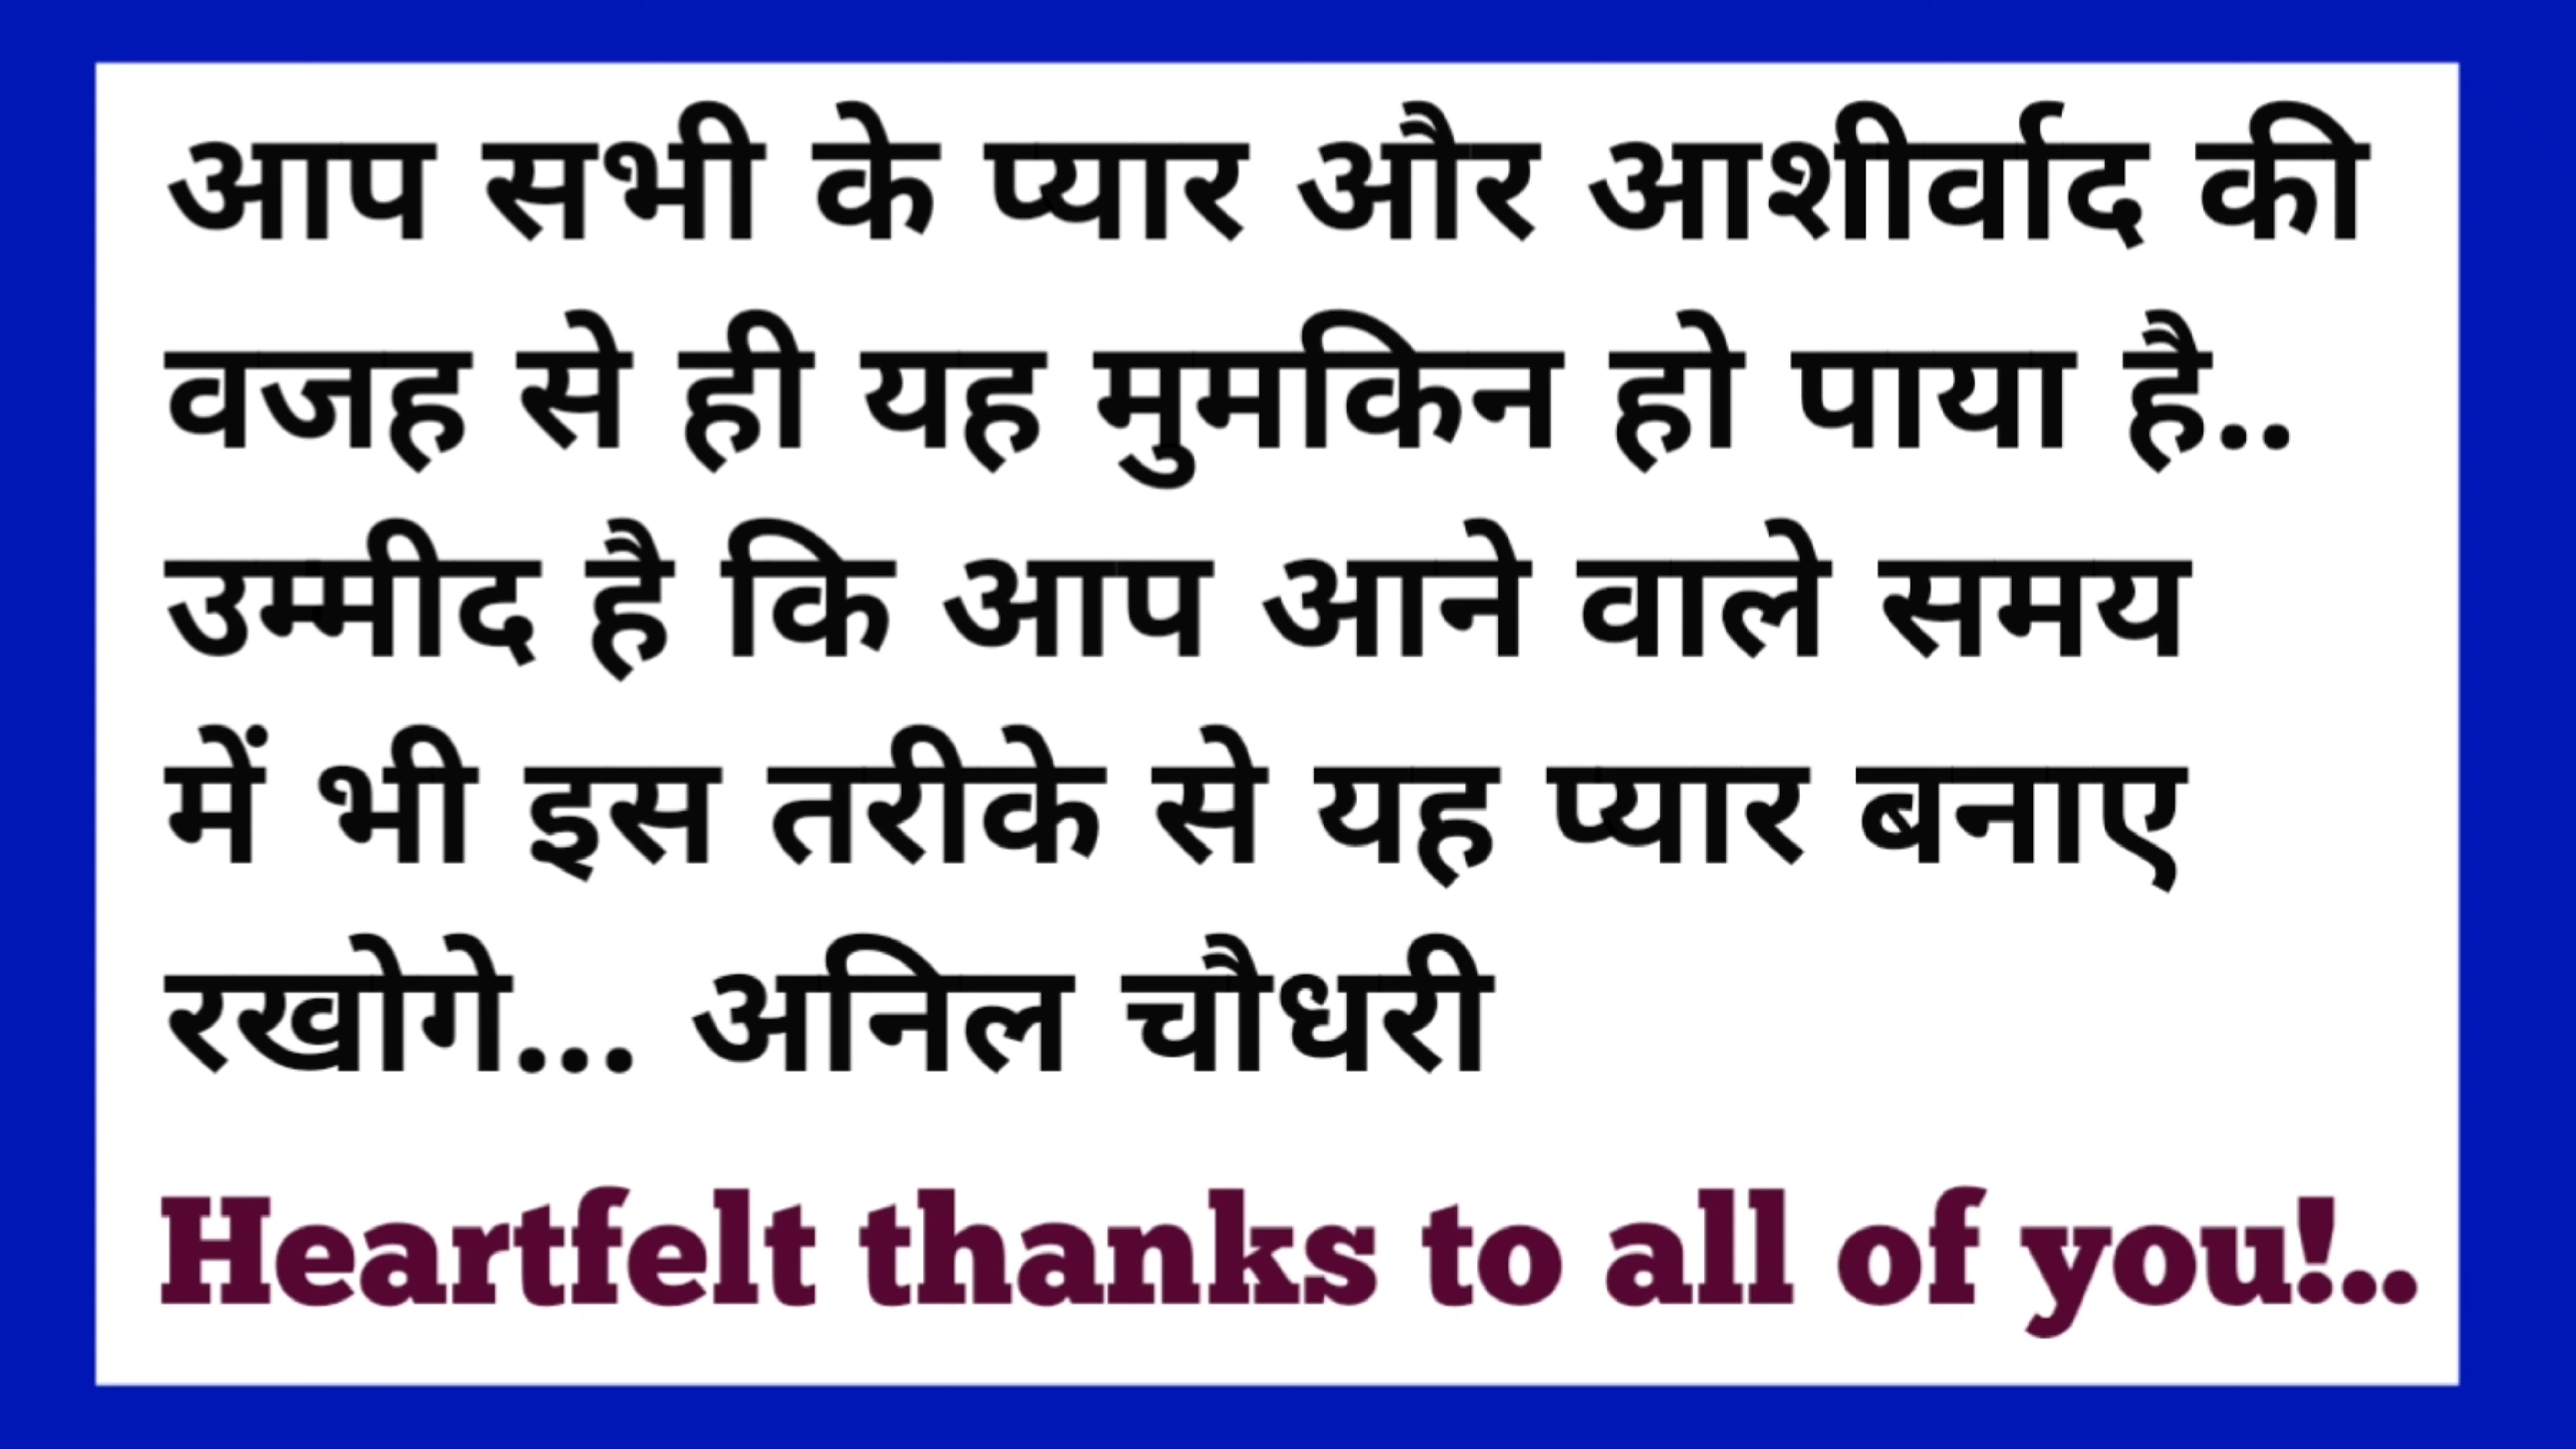 आप सभी के प्यार और आशीर्वाद की
वजह से ही यह मुमकिन हो पाया है..
उम्मीद है कि आप आने वाले समय
में भी इस तरीके से यह प्यार बनाए
रखोगे... अनिल चौधरी
Heartfelt thanks to all of you!..